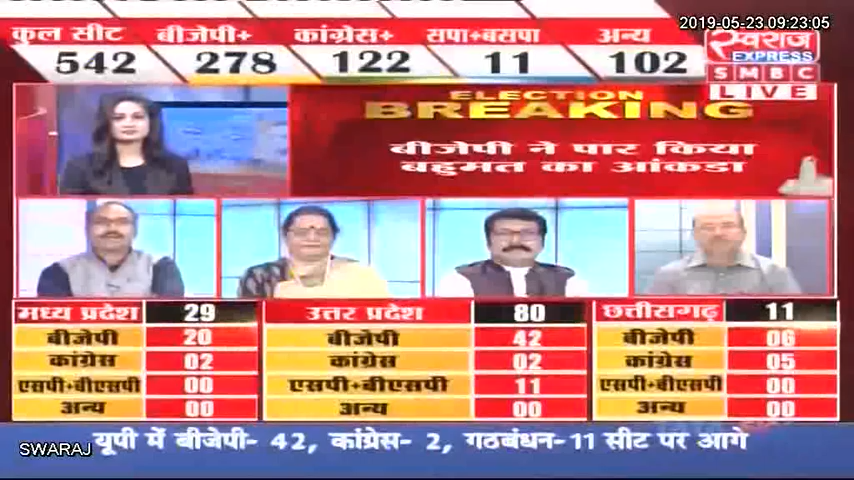 2019-05-23 09:23:05
कुल सीट बीजेपी+ कांग्रेस+ सपा+बसपा अन्य
542 278 122 11 102
स्वराज
EXPRESS
SMBC
LIVE
ELECTION
BREAKING
बीजेपी ने पार किया
बहुमत का आंकडा
मध्य प्रदेश 29 उत्तर प्रदेश 80 छत्तीसगढ़ 11
बीजेपी 20 बीजेपी 42 बीजेपी 06
कांग्रेस 02 कांग्रेस 02 कांग्रेस 05
एसपी+बीएसपी 00 एसपी+बीएसपी 11 एसपी+बीएसपी 00
अन्य 00 अन्य 00 अन्य 00
यूपी में बीजेपी- 42, कांग्रेस- 2, गठबंधन-11 सीट पर आगे
SWARAJ